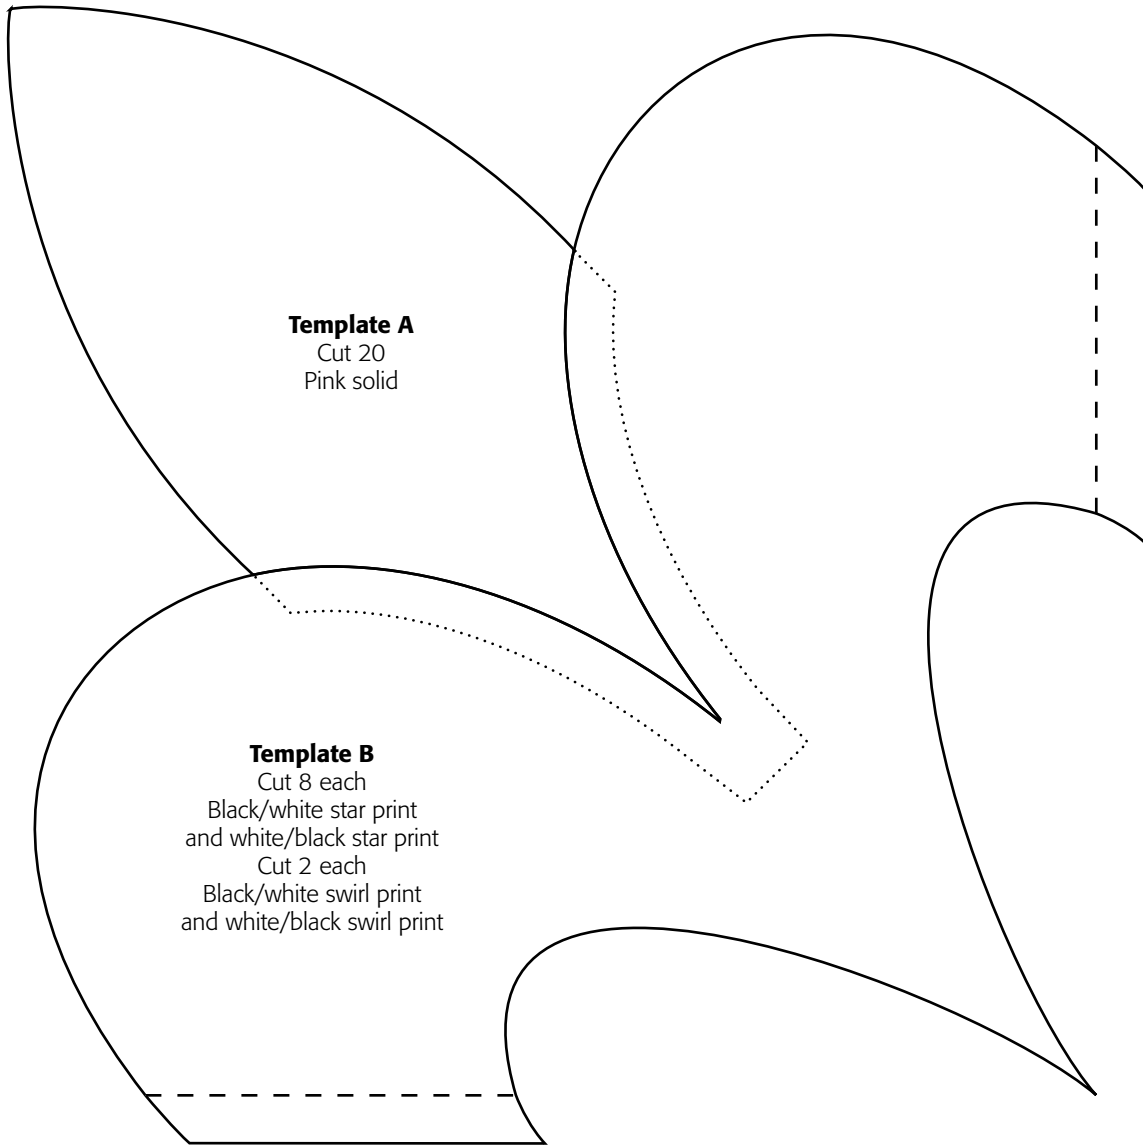 Template A
Cut 20
Pink solid
Template B
Cut 8 each
Black/white star print
and white/black star print
Cut 2 each
Black/white swirl print
and white/black swirl print